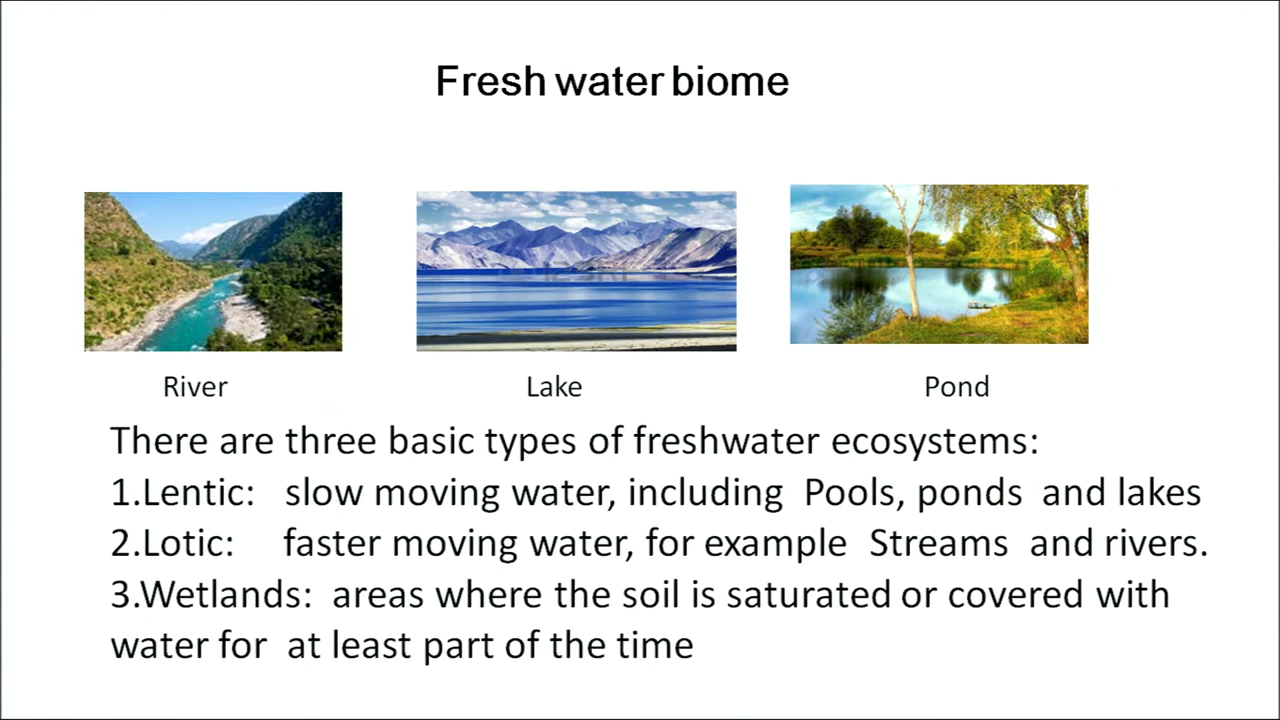 Fresh water biome
River
Lake
Pond
There are three basic types of freshwater ecosystems:
1.Lentic: slow moving water, including Pools, ponds and lakes
2.Lotic: faster moving water, for example Streams and rivers.
3.Wetlands: areas where the soil is saturated or covered with
water for at least part of the time